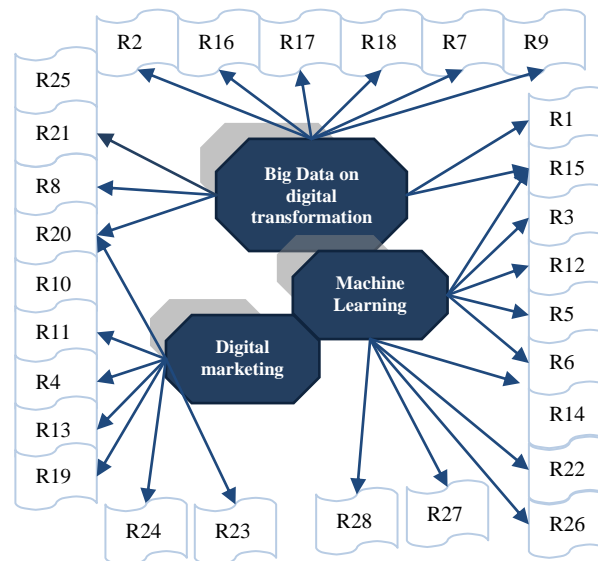 R2
R16
R17
R18
R7
R9
R25
R21
R8
R20
R10
R11
R4
R13
R19
Big Data on
digital
transformation
Machine
Learning
Digital
marketing
R1
R15
R3
R12
R5
R6
R14
R22
R26
R24
R23
R28
R27